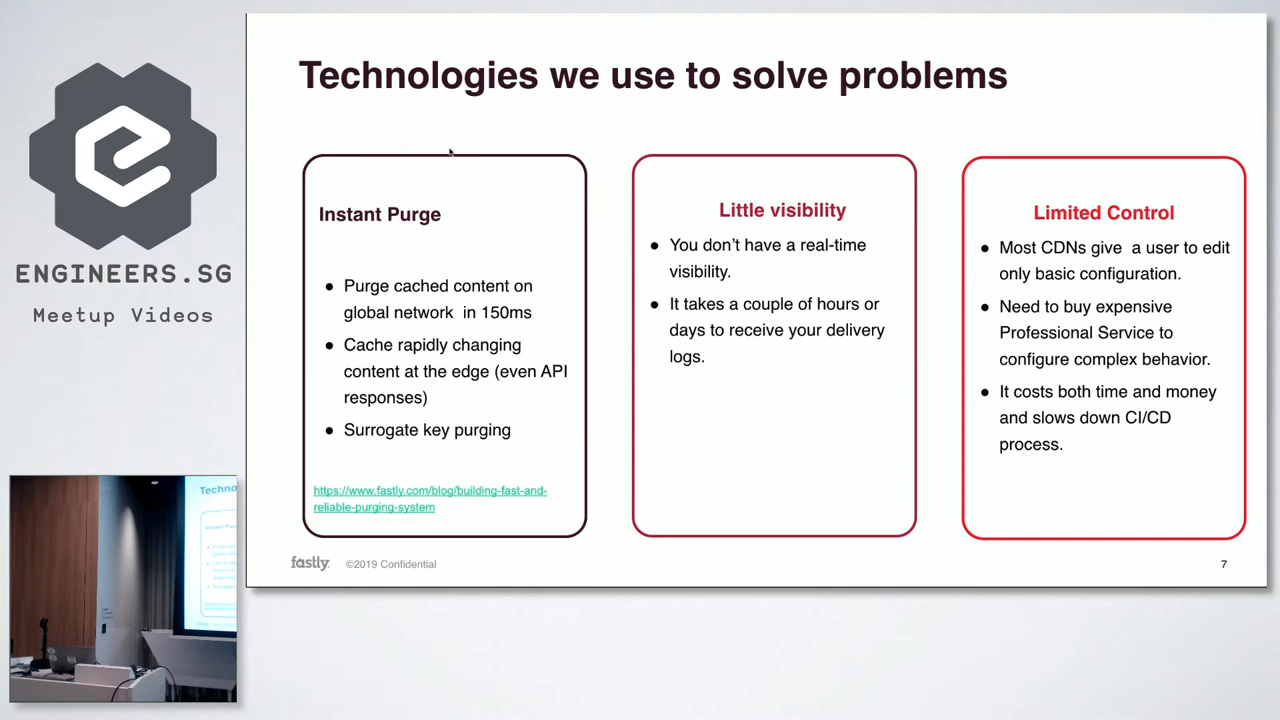 Technologies we use to solve problems
Instant Purge
● Purge cached content on
global network in 150ms
● Cache rapidly changing
content at the edge (even API
responses)
● Surrogate key purging
https://www.fastly.com/blog/building-fast-and-
reliable-purging-system
Little visibility
● You don't have a real-time
visibility.
● It takes a couple of hours or
days to receive your delivery
logs.
Limited Control
● Most CDNs give a user to edit
only basic configuration.
● Need to buy expensive
Professional Service to
configure complex behavior.
● It costs both time and money
and slows down CI/CD
process.
fastly
©2019 Confidential
7
ENGINEERS.SG
Meetup Videos
Techno